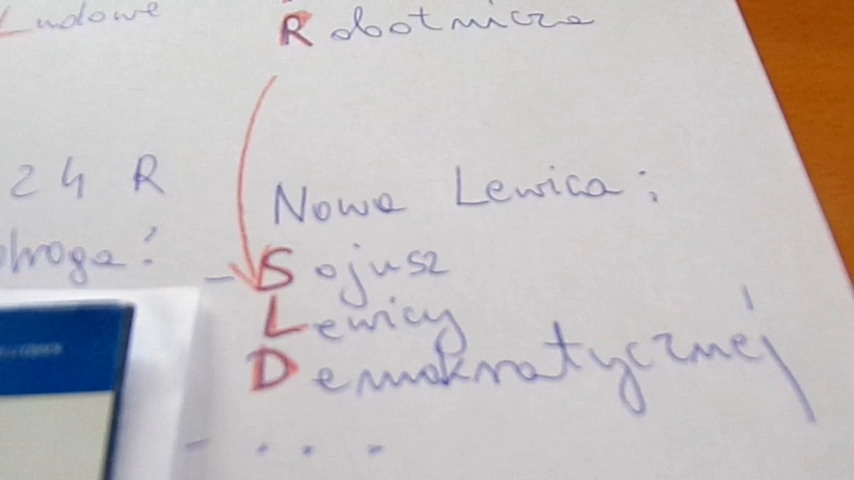 Ludowe
Robotnicza
24 R
Nowa Lewica:
- Sojusz
Lewicy
Demokratycznej
- . . .